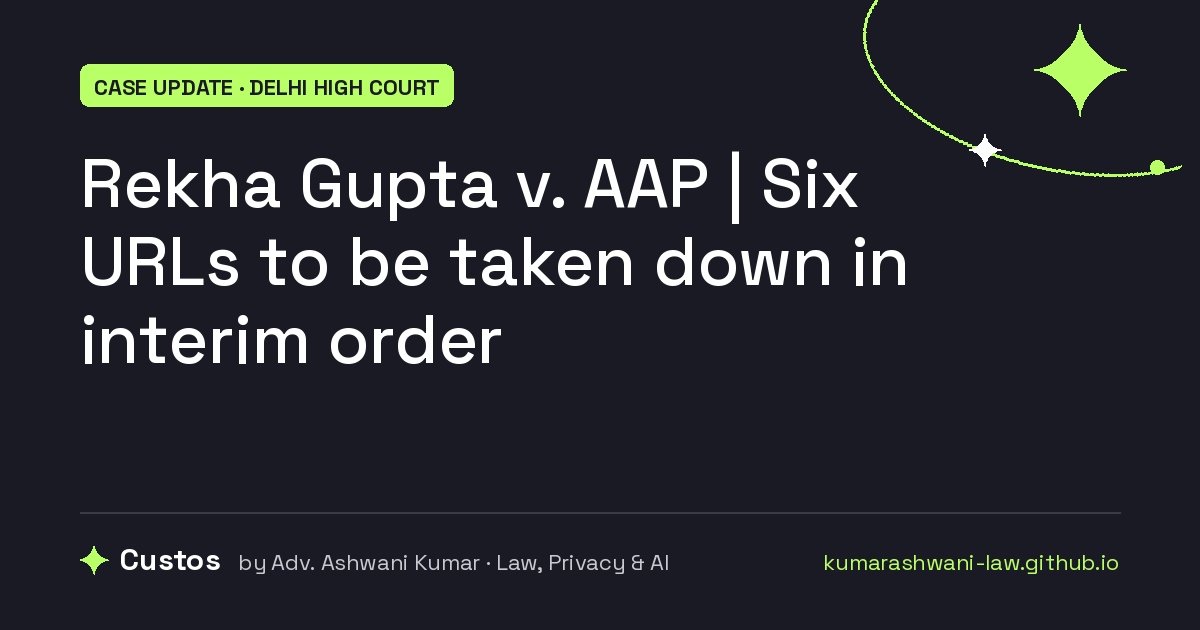 CASE UPDATE · DELHI HIGH COURT
Rekha Gupta v. AAP | Six
URLs to be taken down in
interim order
Custos by Adv. Ashwani Kumar · Law, Privacy & AI
kumarashwani-law.github.io